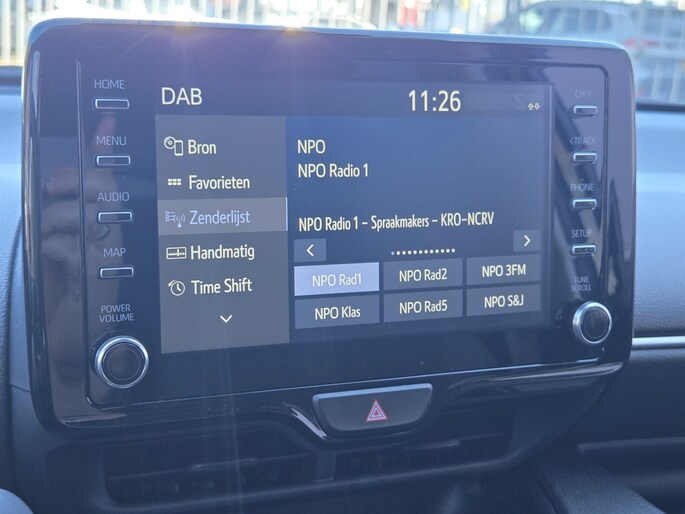 HOME
MENU
AUDIO
MAP
POWER
VOLUME
DAB
11:26
Bron
Favorieten
Zenderlijst
Handmatig
Time Shift
NPO
NPO Radio 1
NPO Radio 1 – Spraakmakers – KRO-NCRV
NPO Rad1
NPO Rad2
NPO 3FM
NPO Klas
NPO Rad5
NPO S&J
CH >
<TRACK
PHONE
SETUP
TUNE
SCROLL